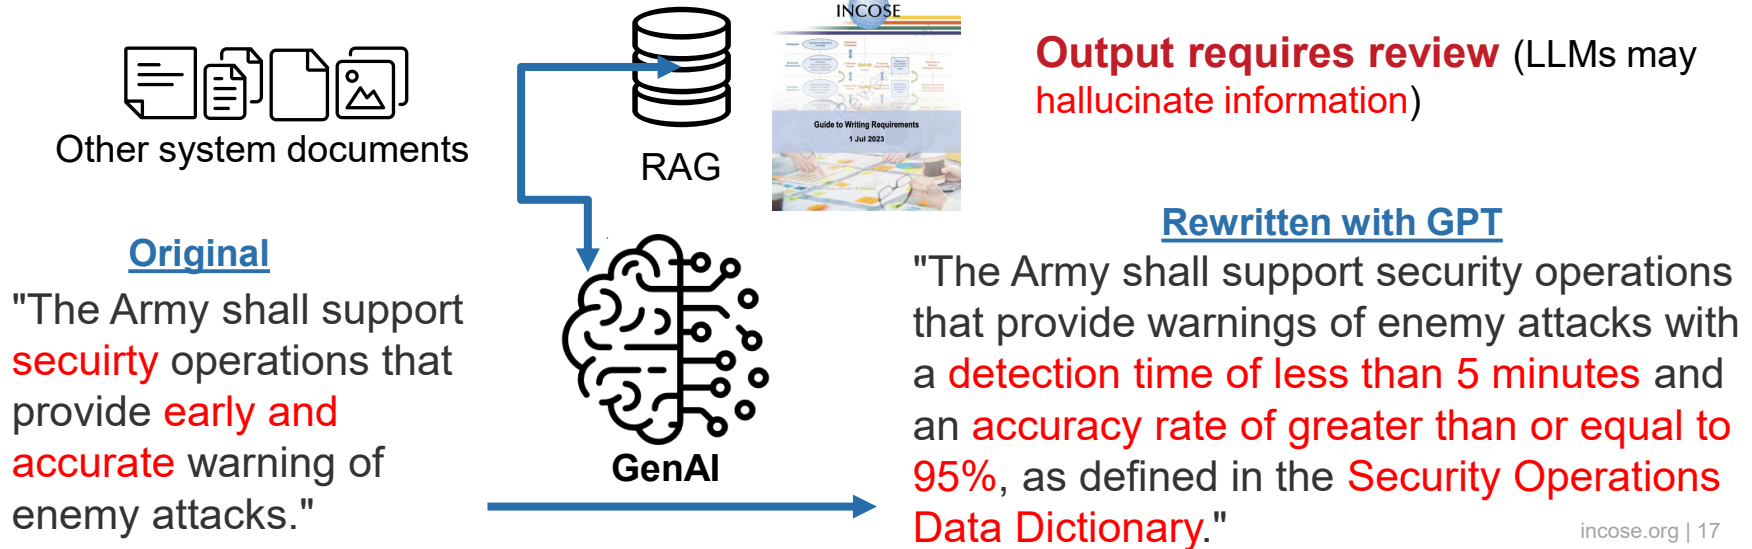 INCOSE
Guide to Writing Requirements
1 Jul 2023
Other system documents
RAG
Output requires review (LLMs may
hallucinate information)
Original
"The Army shall support
secuirty operations that
provide early and
accurate warning of
enemy attacks."
GenAI
Rewritten with GPT
"The Army shall support security operations
that provide warnings of enemy attacks with
a detection time of less than 5 minutes and
an accuracy rate of greater than or equal to
95%, as defined in the Security Operations
Data Dictionary."
incose.org | 17